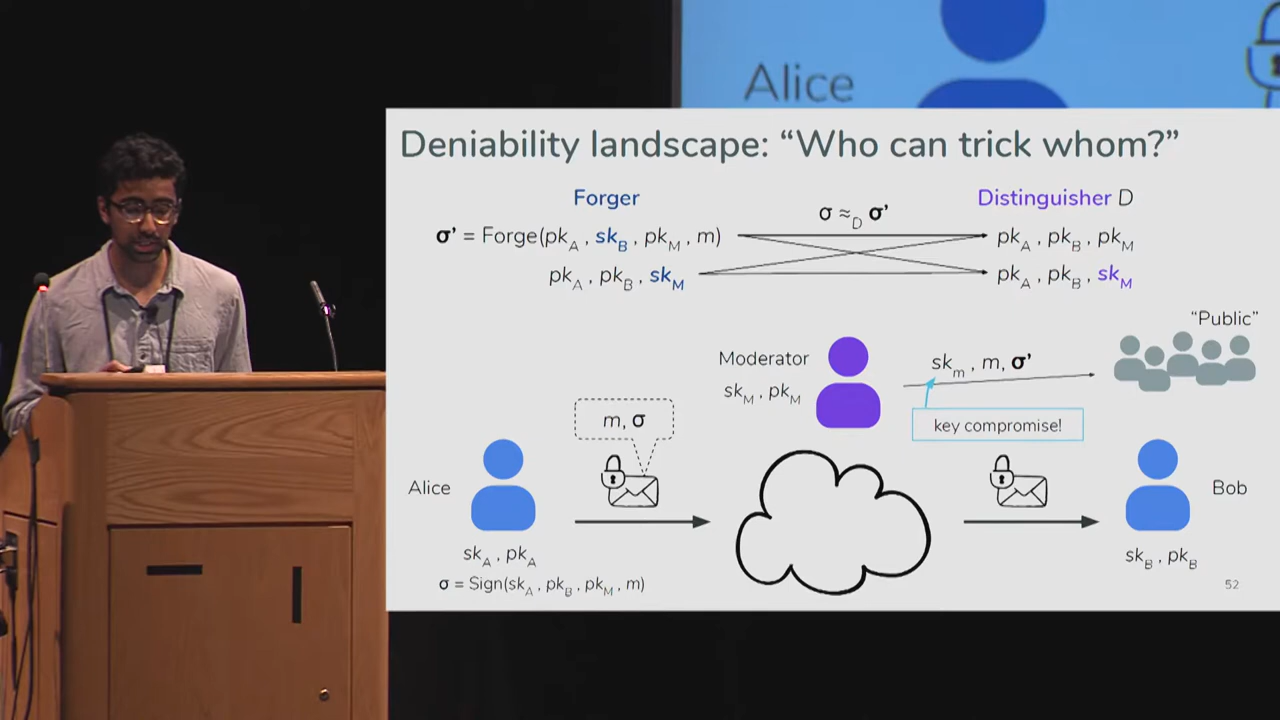 Alice
Deniability landscape: “Who can trick whom?”
Forger
Distinguisher D
σ ≈D σ’
σ’ = Forge(pkA , skB , pkM , m)
pkA , pkB , pkM
pkA , pkB , skM
pkA , pkB , skM
“Public”
Moderator
skM , pkM
skm , m, σ’
key compromise!
m, σ
Alice
Bob
skA , pkA
skB , pkB
σ = Sign(skA , pkB , pkM , m)
52